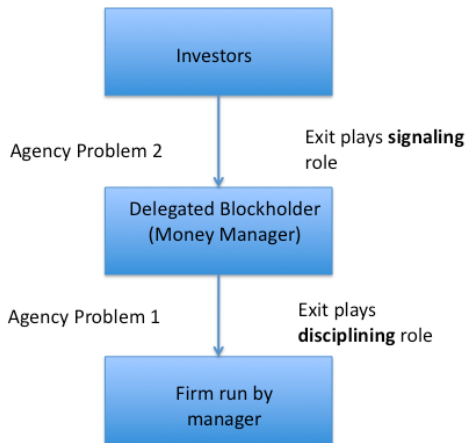 Investors
Agency Problem 2
Exit plays signaling
role
Delegated Blockholder
(Money Manager)
Agency Problem 1
Exit plays
disciplining role
Firm run by
manager